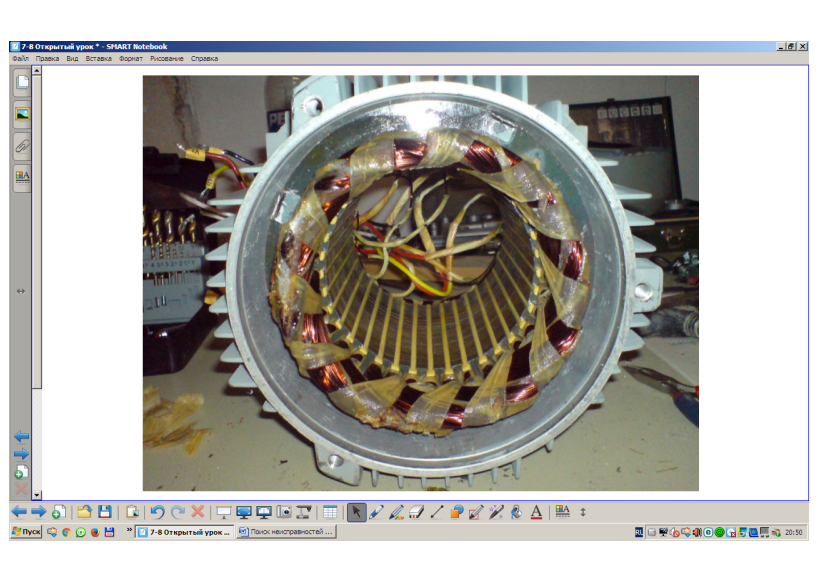 7-8 Открытый урок * - SMART Notebook
Файл Правка Вид Вставка Формат Рисование Справка
Пуск
»
7-8 Открытый урок ...
Поиск неисправностей ...
RL
20:50